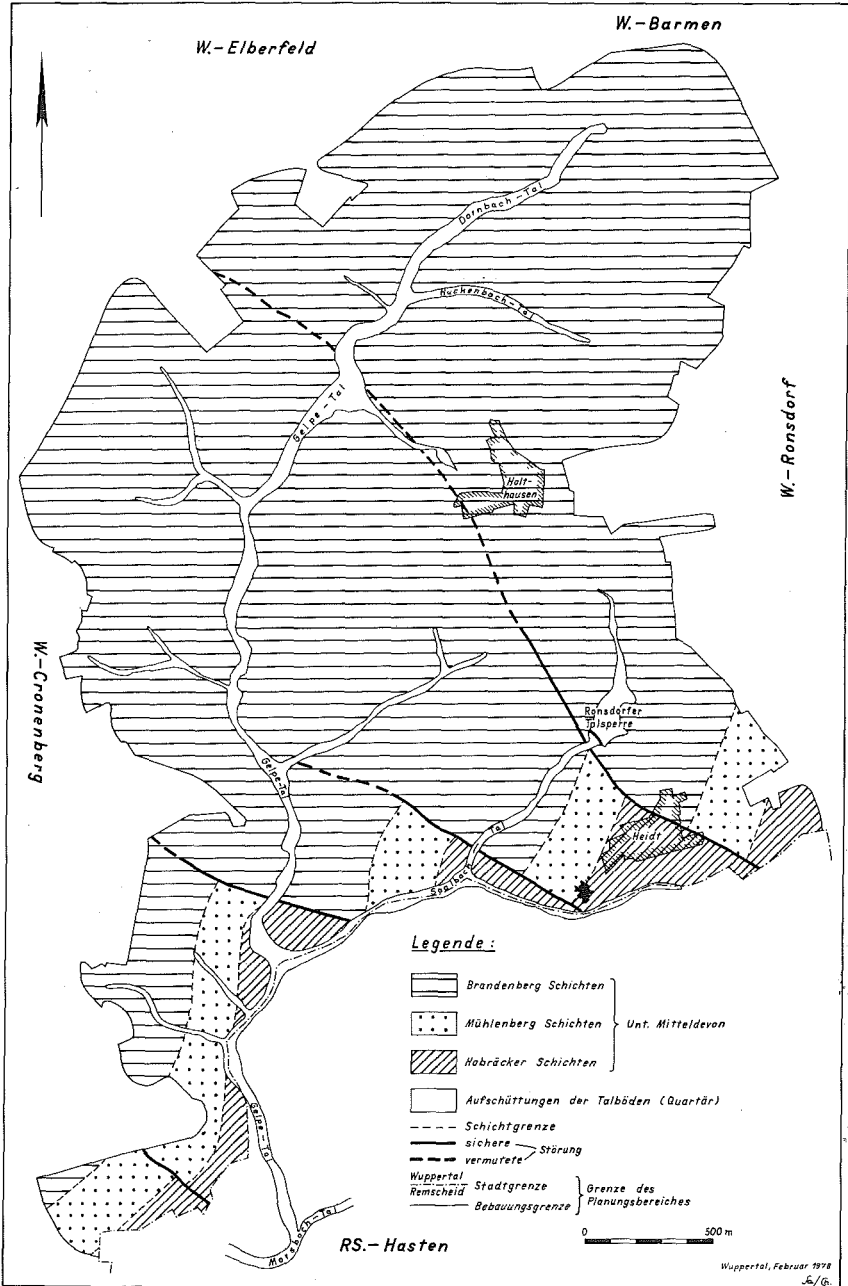 W.-Barmen
W.-Elberfeld
Dornbach-Tal
Huckenbach-Tal
Gelpe-Tal
W.-Ronsdorf
Holt-
hausen
W.-Cronenberg
Ronsdorfer
Talsperre
Gelpe-Tal
Tal
Heidt
Saalbach
Legende:
Brandenberg Schichten
Mühlenberg Schichten
Unt. Mitteldevon
Hobräcker Schichten
Aufschüttungen der Talböden (Quartär)
Schichtgrenze
sichere
Störung
vermutete
Wuppertal
Remscheid
Stadtgrenze
Grenze des
Planungsbereiches
Bebauungsgrenze
Gelpe-Tal
Morsbach-Tal
RS.-Hasten
0 500 m
Wuppertal, Februar 1978